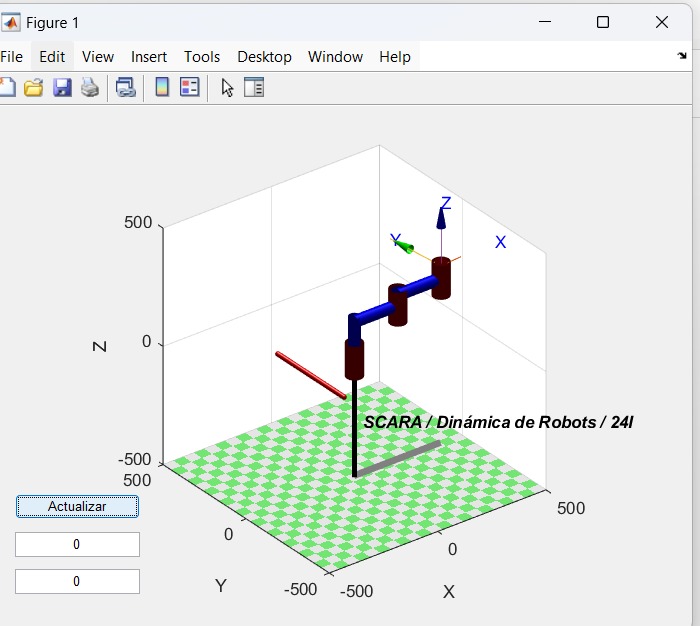 Figure 1
File Edit View Insert Tools Desktop Window Help
500
0
-500
Z
Z
Y
X
SCARA / Dinámica de Robots / 24I
500
0
-500
Y
-500
0
500
X
Actualizar
0
0